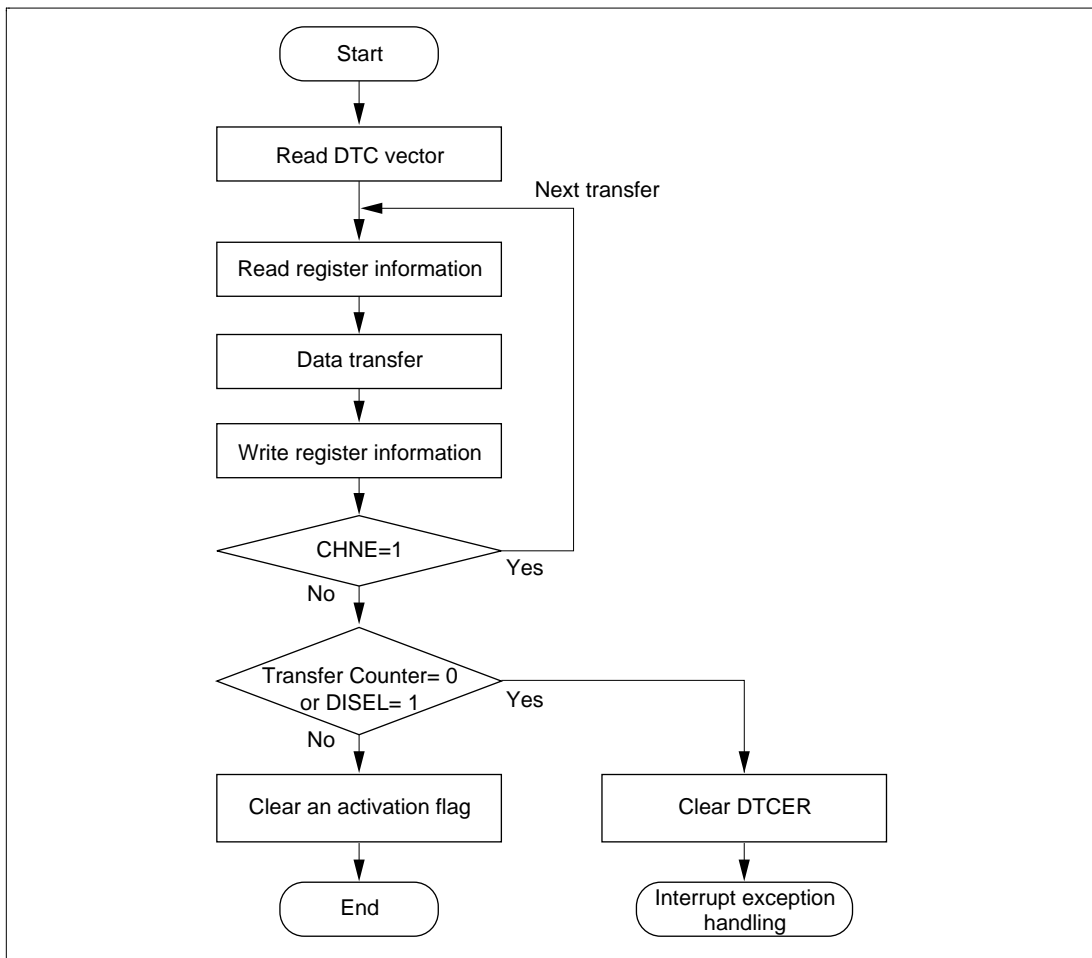 Start
Read DTC vector
Next transfer
Read register information
Data transfer
Write register information
CHNE=1
Yes
No
Transfer Counter= 0
or DISEL= 1
Yes
No
Clear an activation flag
Clear DTCER
End
Interrupt exception
handling